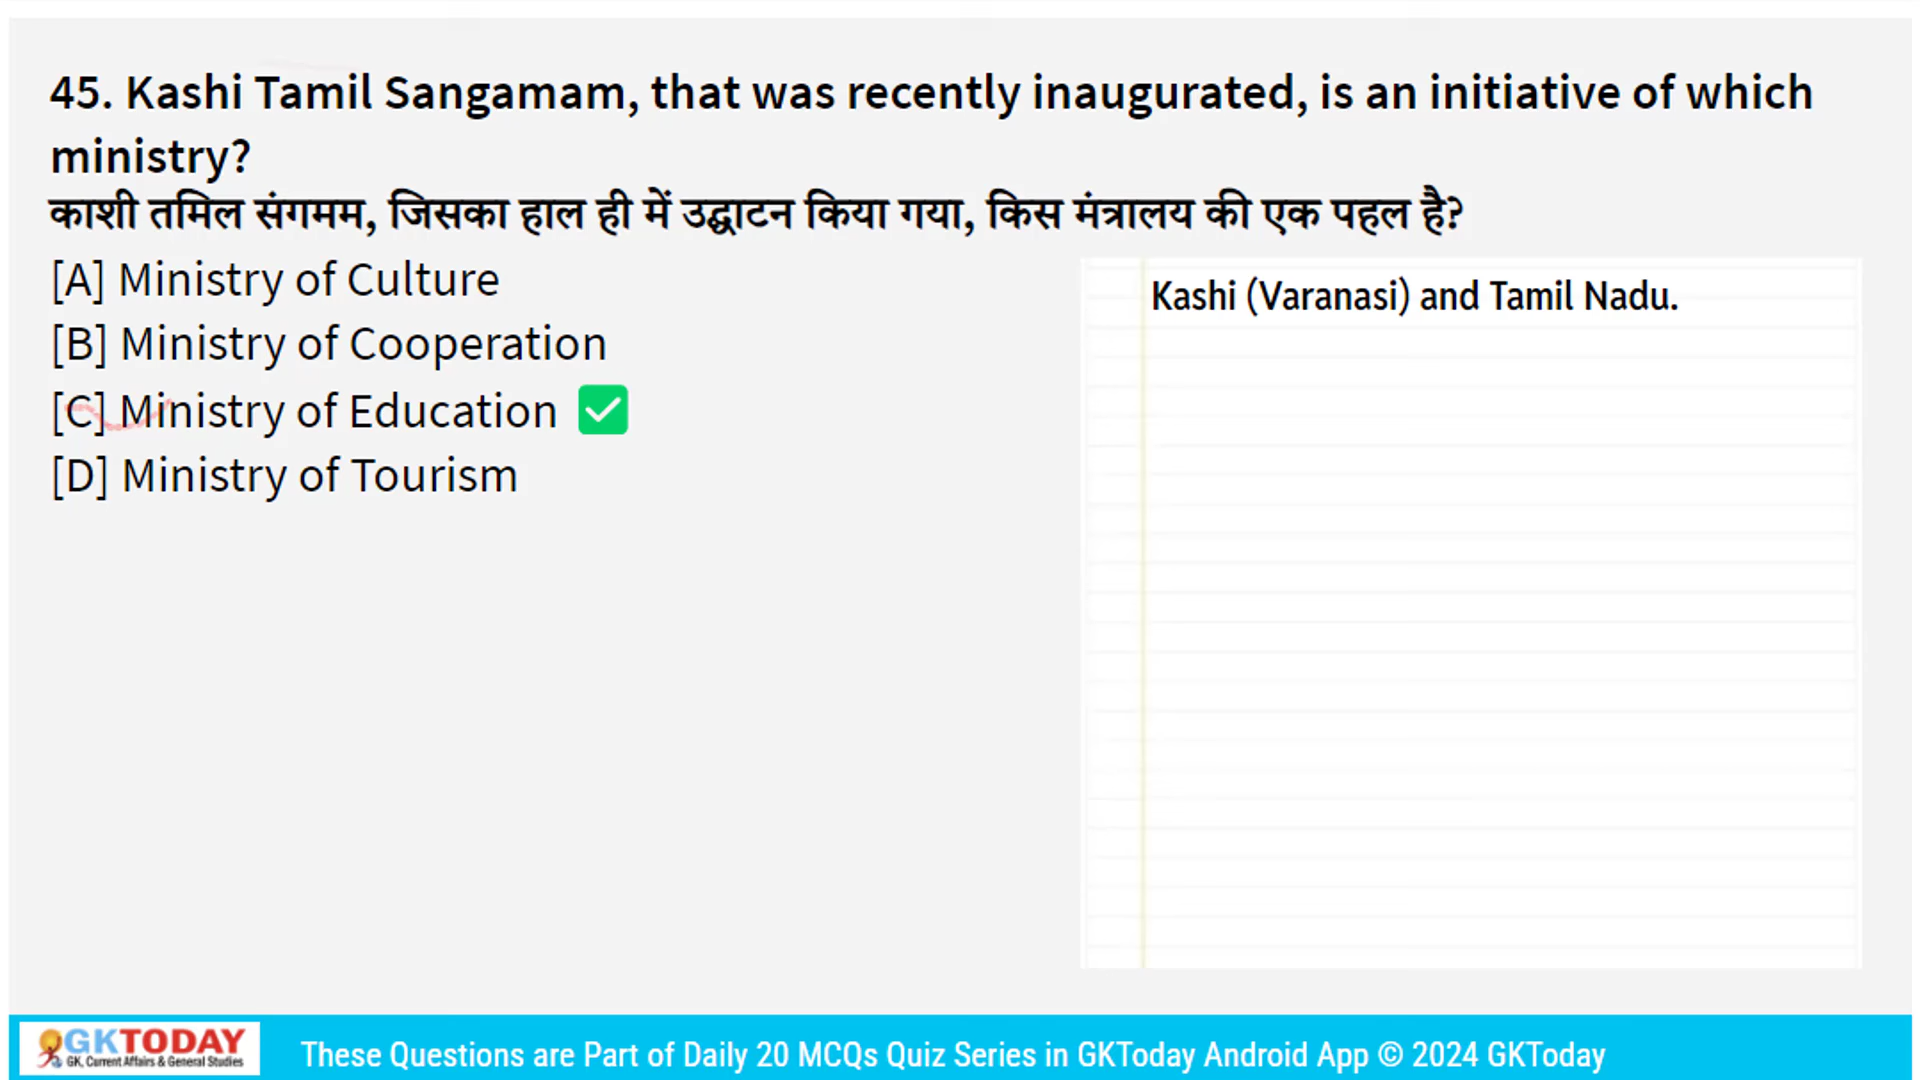 45. Kashi Tamil Sangamam, that was recently inaugurated, is an initiative of which
ministry?
काशी तमिल संगमम, जिसका हाल ही में उद्घाटन किया गया, किस मंत्रालय की एक पहल है?
[A] Ministry of Culture
[B] Ministry of Cooperation
[C] Ministry of Education
[D] Ministry of Tourism
Kashi (Varanasi) and Tamil Nadu.
GKTODAY
GK, Current Affairs & General Studies
These Questions are Part of Daily 20 MCQs Quiz Series in GKToday Android App © 2024 GKToday